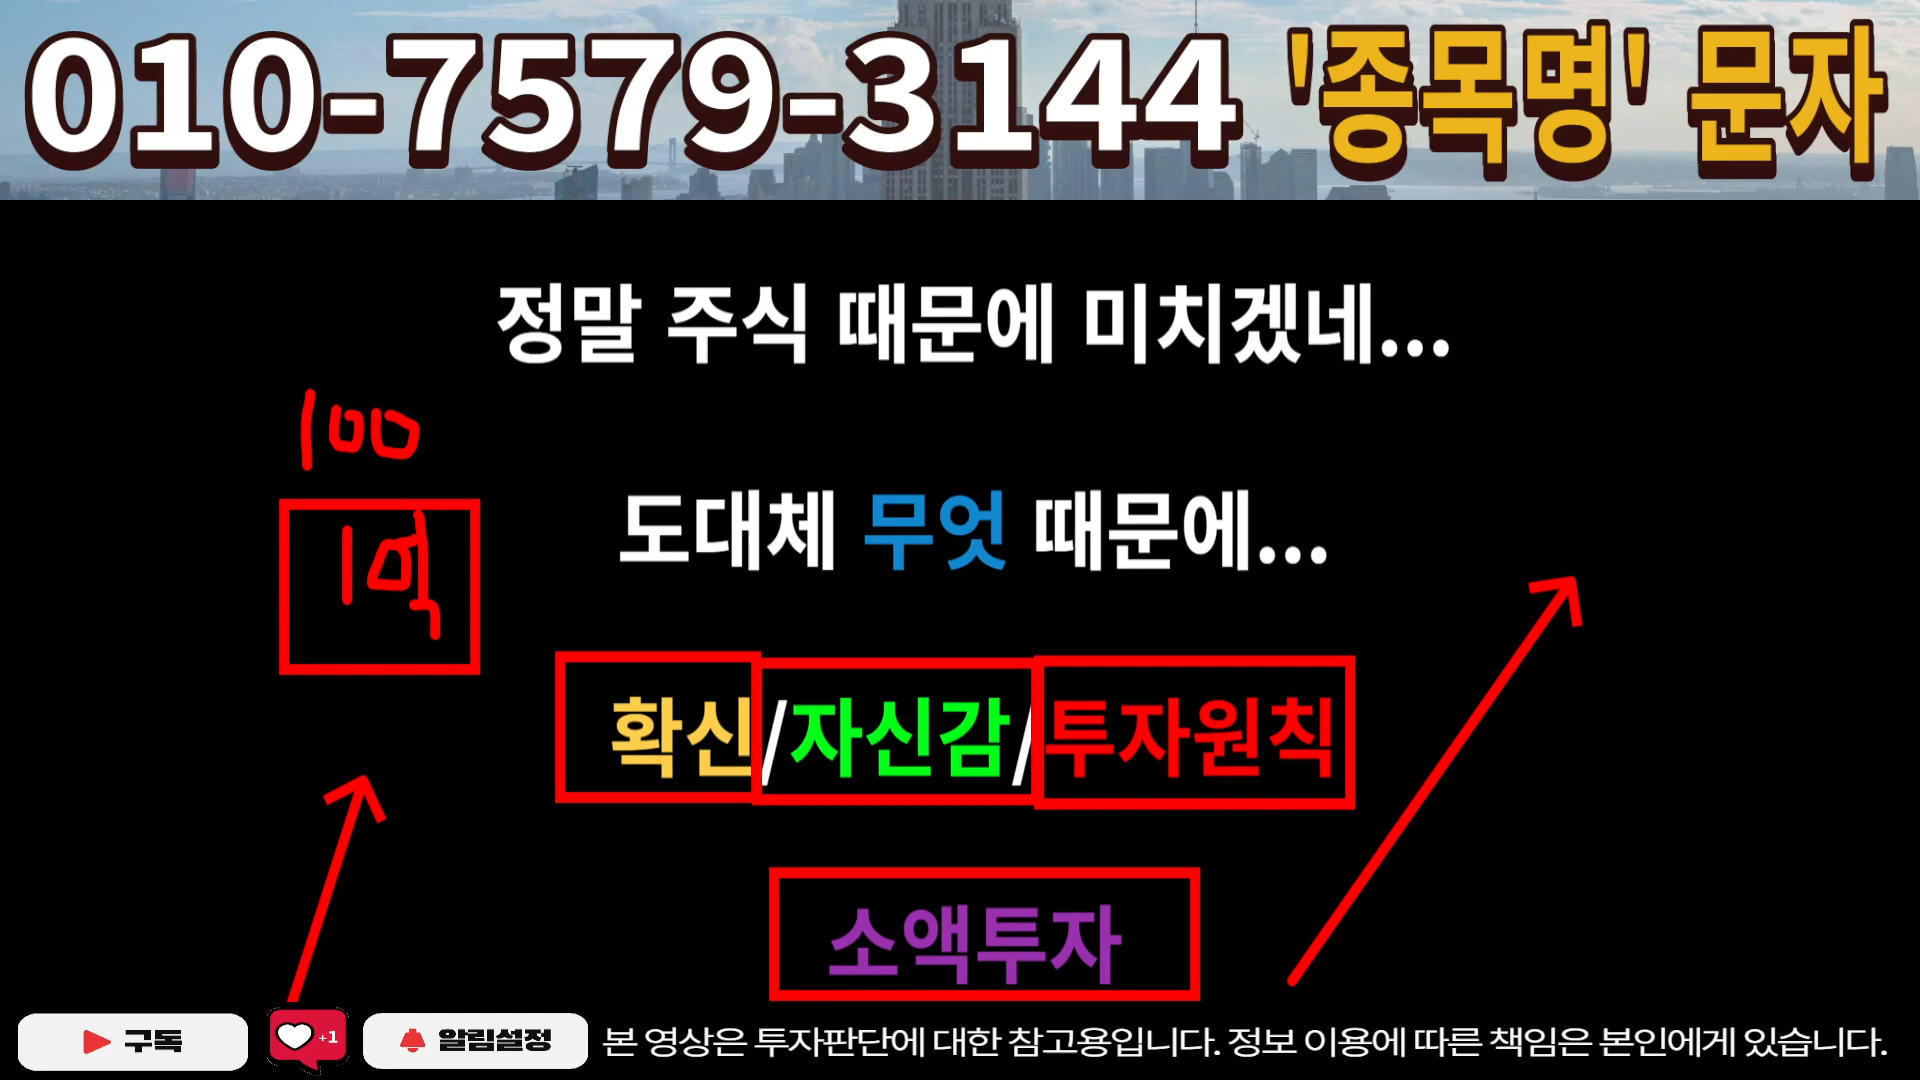 010-7579-3144 '종목명' 문자
정말 주식 때문에 미치겠네...
100
도대체 무엇 때문에...
1억
확신/자신감/투자원칙
소액투자
구독
+1
알림설정
본 영상은 투자판단에 대한 참고용입니다. 정보 이용에 따른 책임은 본인에게 있습니다.